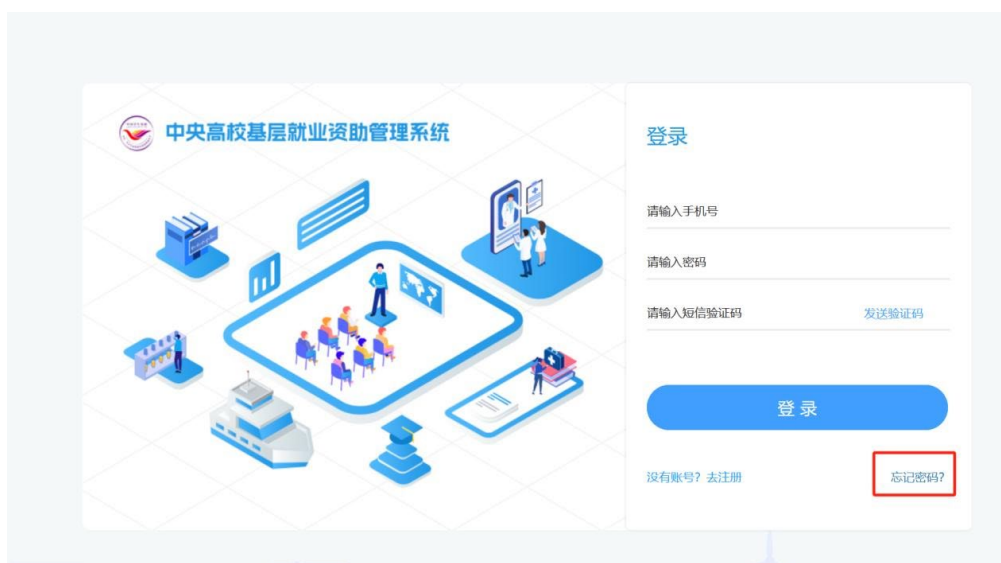 中央高校基层就业资助管理系统
登录
请输入手机号
请输入密码
请输入短信验证码 发送验证码
登录
没有账号？去注册 忘记密码?